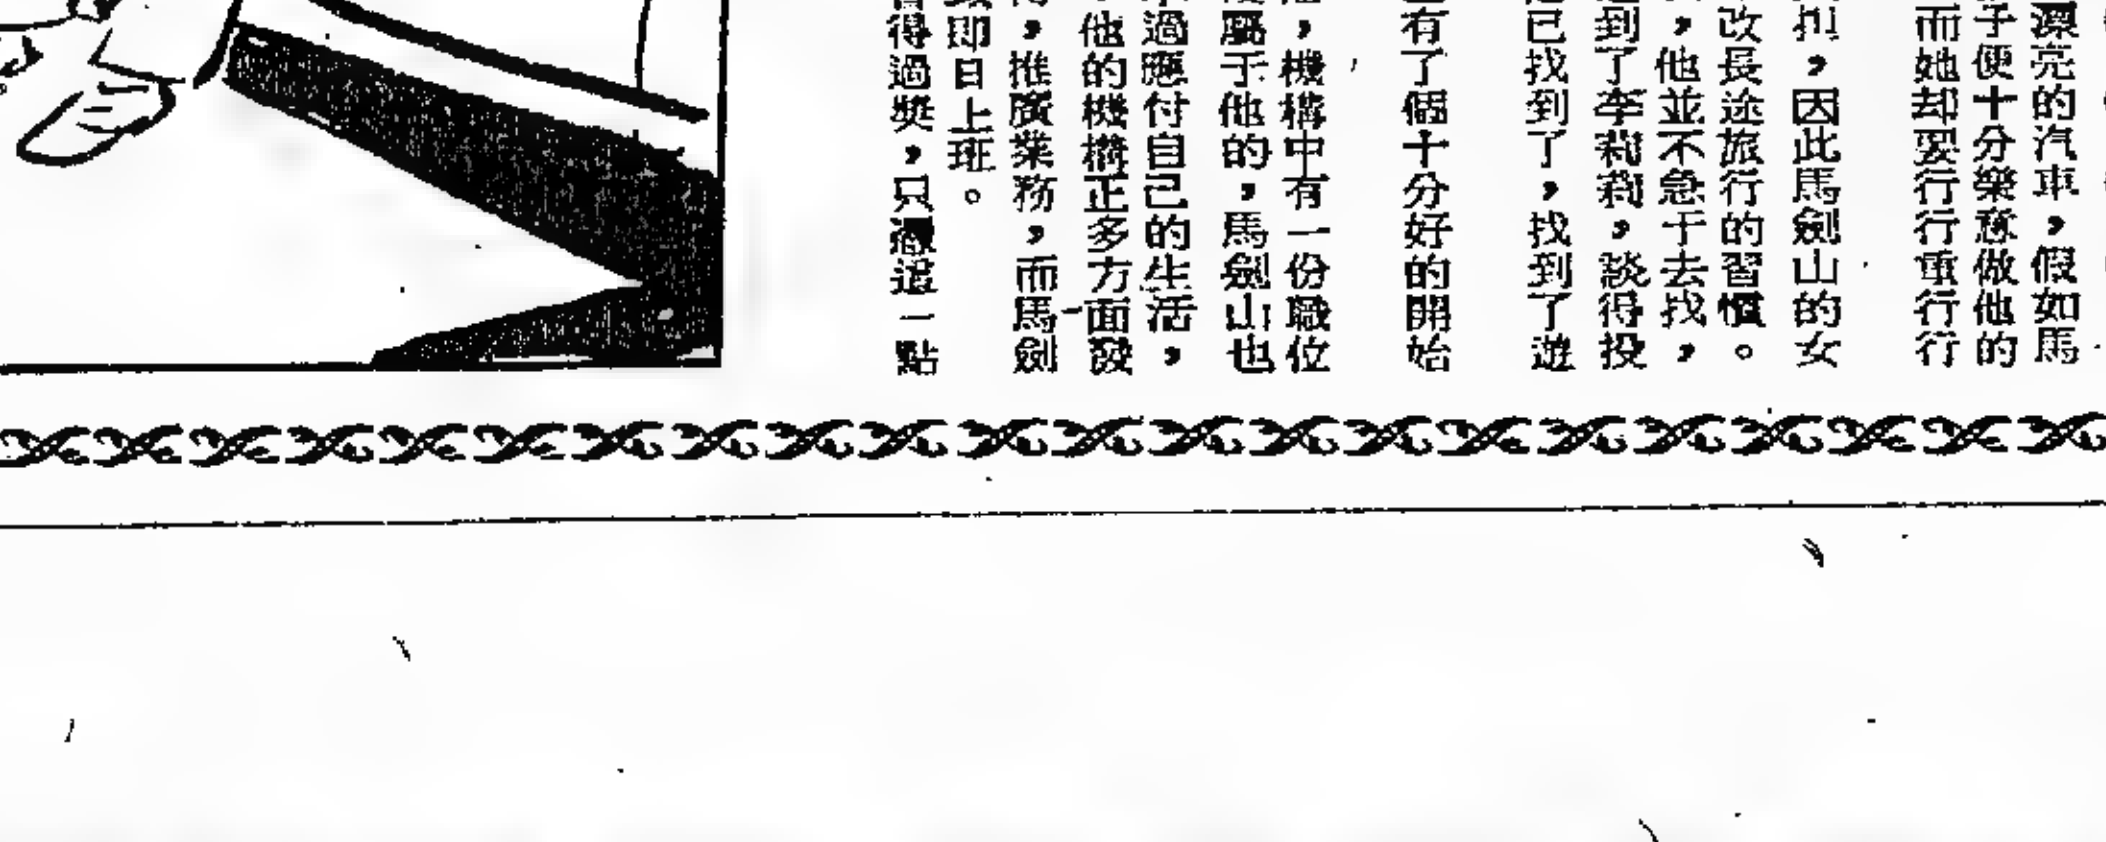 漂亮的汽車，假如馬
子便十分樂意做他的
而她却要行行重行行
，因此馬劍山的女
改長途旅行的習慣。
，他並不急于去找，
到了李莉莉，談得投
已找到了，找到了遊
有了個十分好的開始
，機構中有一份職位
屬于他的，馬劍山也
過應付自己的生活，
他的機構正多方面發
，推廣業務，而馬劍
即日上班。
得過獎，只還這一點